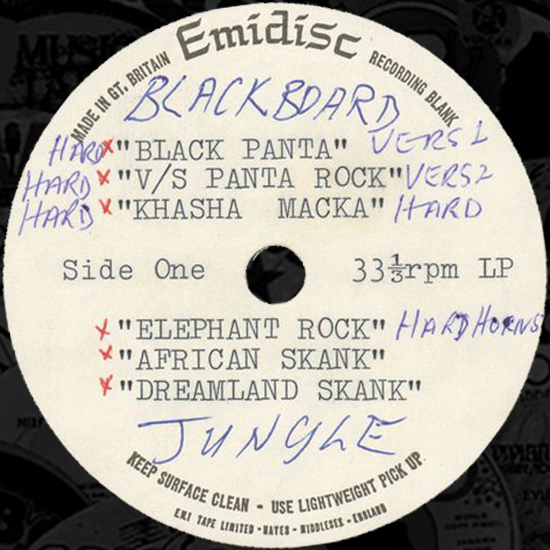 Emidisc
MADE IN GT. BRITAIN RECORDING BLANK
BLACKBOARD
HARD x "BLACK PANTA" VERS 1
HARD x "V/S PANTA ROCK" VERS 2
HARD x "KHASHA MACKA" HARD
Side One 33⅓rpm LP
x "ELEPHANT ROCK" HARD HORNS
x "AFRICAN SKANK"
x "DREAMLAND SKANK"
JUNGLE
KEEP SURFACE CLEAN - USE LIGHTWEIGHT PICK UP
E.M.I TAPE LIMITED - HAYES - MIDDLESEX - ENGLAND